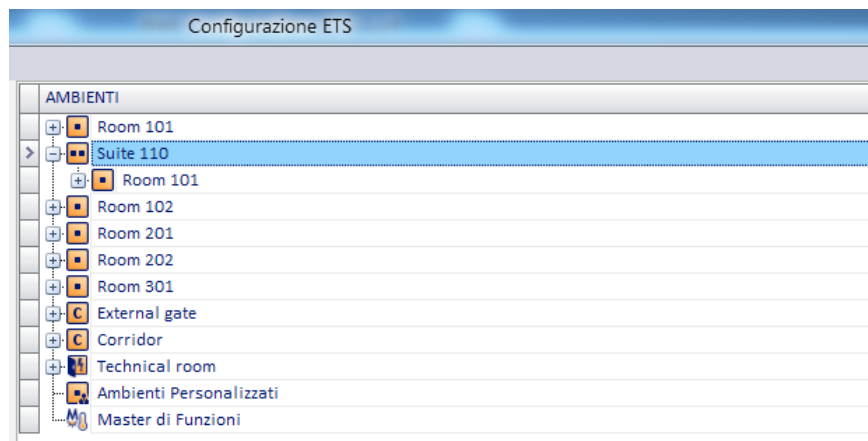 Configurazione ETS
AMBIENTI
Room 101
Suite 110
Room 101
Room 102
Room 201
Room 202
Room 301
C External gate
C Corridor
Technical room
Ambienti Personalizzati
M Master di Funzioni